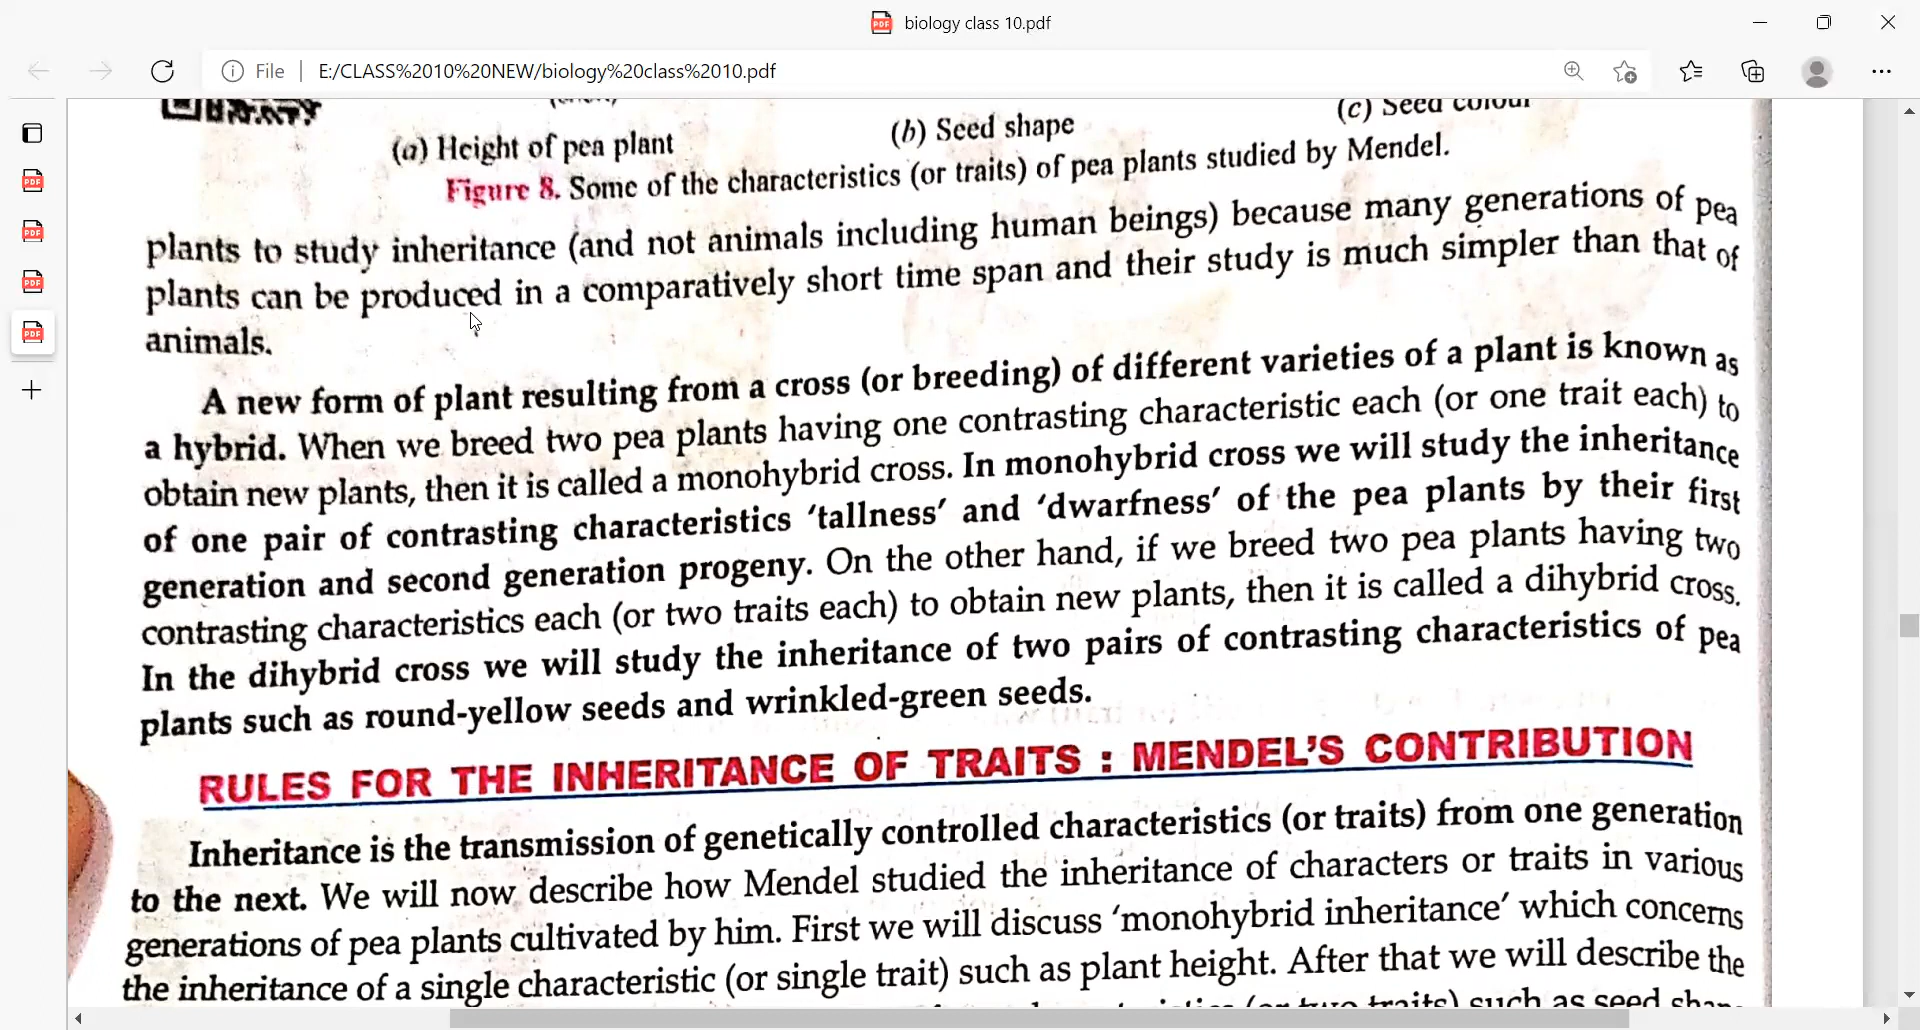 biology class 10.pdf
File E:/CLASS%2010%20NEW/biology%20class%2010.pdf
(a) Height of pea plant
(b) Seed shape
(c) Seed colour
Figure 8. Some of the characteristics (or traits) of pea plants studied by Mendel.
plants to study inheritance (and not animals including human beings) because many generations of pea
plants can be produced in a comparatively short time span and their study is much simpler than that of
animals.
A new form of plant resulting from a cross (or breeding) of different varieties of a plant is known as
a hybrid. When we breed two pea plants having one contrasting characteristic each (or one trait each) to
obtain new plants, then it is called a monohybrid cross. In monohybrid cross we will study the inheritance
of one pair of contrasting characteristics ‘tallness’ and ‘dwarfness’ of the pea plants by their first
generation and second generation progeny. On the other hand, if we breed two pea plants having two
contrasting characteristics each (or two traits each) to obtain new plants, then it is called a dihybrid cross.
In the dihybrid cross we will study the inheritance of two pairs of contrasting characteristics of pea
plants such as round-yellow seeds and wrinkled-green seeds.
RULES FOR THE INHERITANCE OF TRAITS : MENDEL’S CONTRIBUTION
Inheritance is the transmission of genetically controlled characteristics (or traits) from one generation
to the next. We will now describe how Mendel studied the inheritance of characters or traits in various
generations of pea plants cultivated by him. First we will discuss ‘monohybrid inheritance’ which concerns
the inheritance of a single characteristic (or single trait) such as plant height. After that we will describe the
(or two traits) such as seed